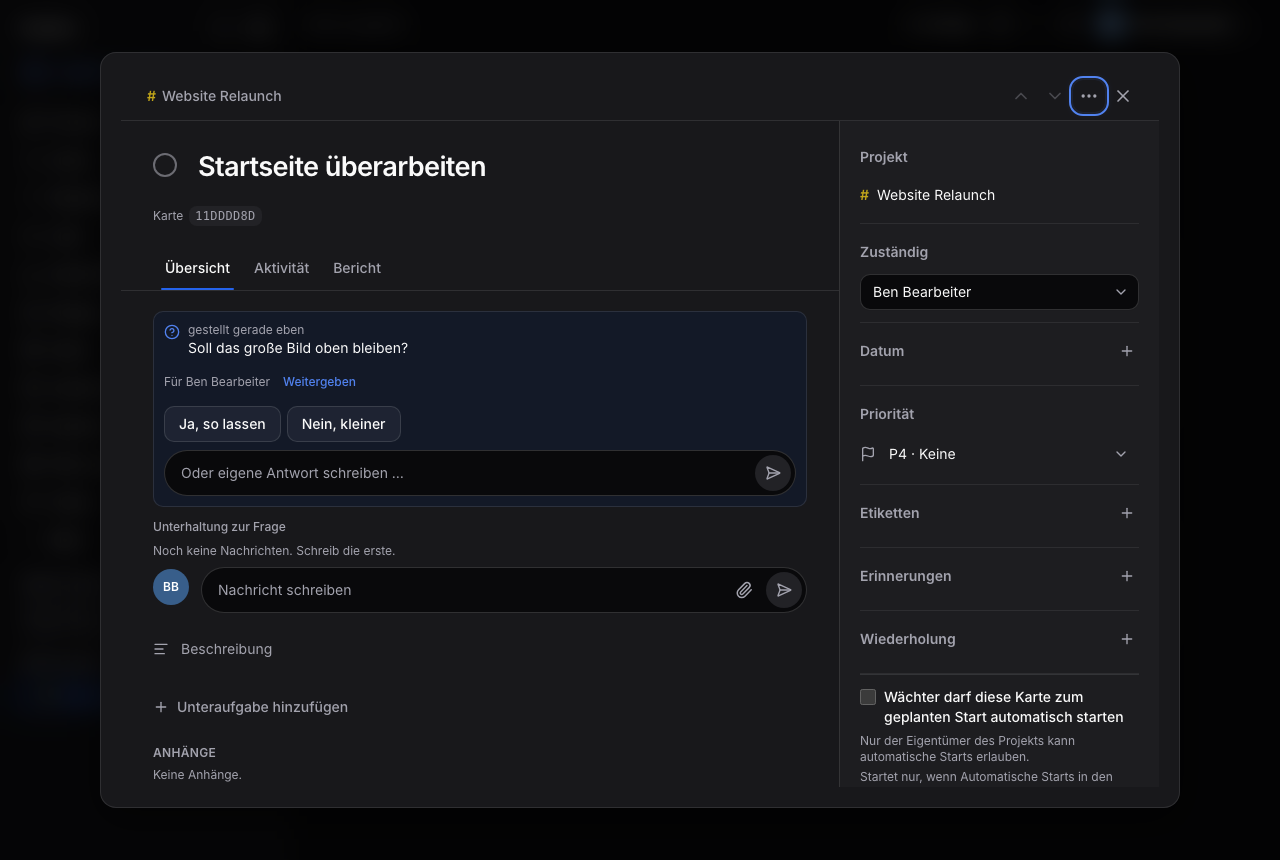 # Website Relaunch
Startseite überarbeiten
Karte 11DDDD8D
Übersicht Aktivität Bericht
gestellt gerade eben
Soll das große Bild oben bleiben?
Für Ben Bearbeiter Weitergeben
Ja, so lassen Nein, kleiner
Oder eigene Antwort schreiben ...
Unterhaltung zur Frage
Noch keine Nachrichten. Schreib die erste.
BB Nachricht schreiben
Beschreibung
+ Unteraufgabe hinzufügen
ANHÄNGE
Keine Anhänge.
Projekt
# Website Relaunch
Zuständig
Ben Bearbeiter
Datum +
Priorität
P4 · Keine
Etiketten +
Erinnerungen +
Wiederholung +
Wächter darf diese Karte zum
geplanten Start automatisch starten
Nur der Eigentümer des Projekts kann
automatische Starts erlauben.
Startet nur, wenn Automatische Starts in den